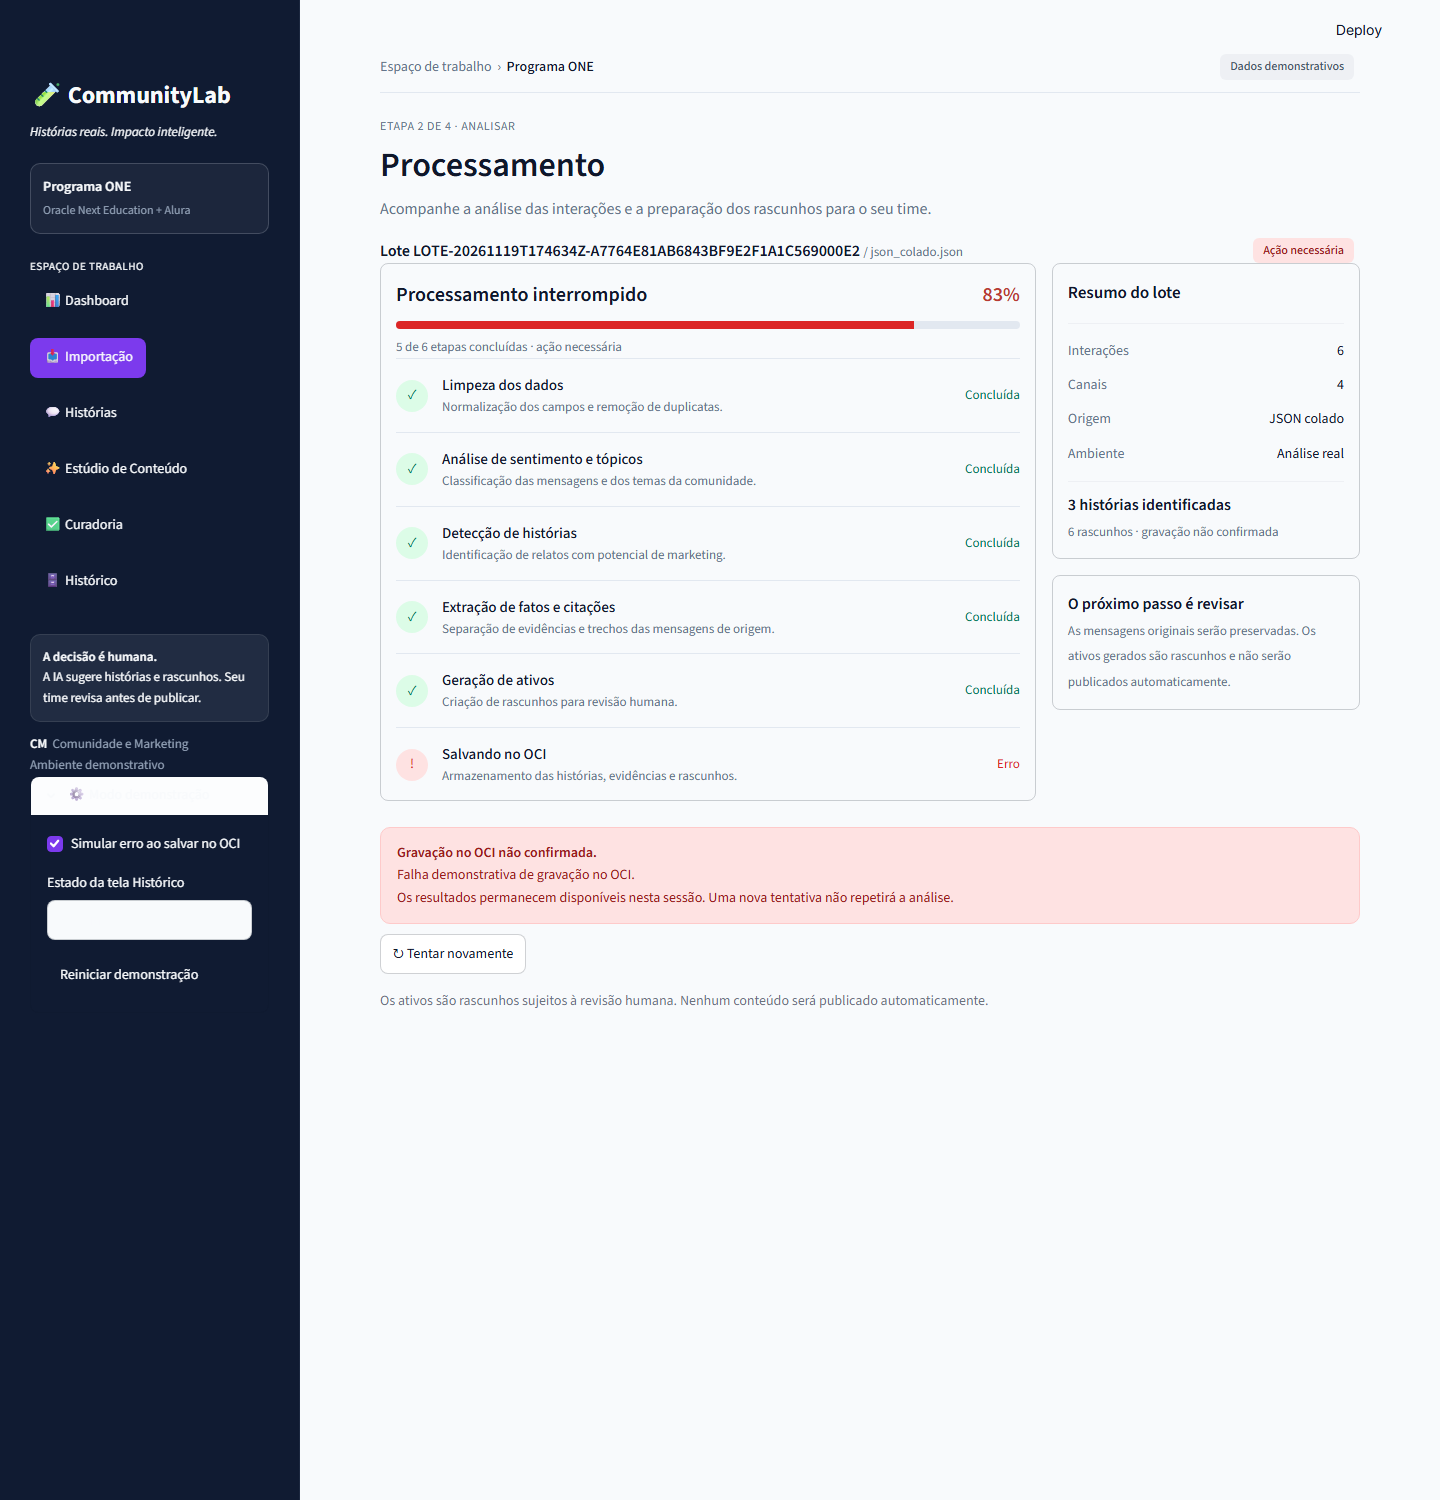 CommunityLab
Histórias reais. Impacto inteligente.
Programa ONE
Oracle Next Education + Alura
ESPAÇO DE TRABALHO
Dashboard
Importação
Histórias
Estúdio de Conteúdo
Curadoria
Histórico
A decisão é humana.
A IA sugere histórias e rascunhos. Seu
time revisa antes de publicar.
CM Comunidade e Marketing
Ambiente demonstrativo
Simular erro ao salvar no OCI
Estado da tela Histórico
Reiniciar demonstração
Deploy
Espaço de trabalho › Programa ONE
Dados demonstrativos
ETAPA 2 DE 4 · ANALISAR
Processamento
Acompanhe a análise das interações e a preparação dos rascunhos para o seu time.
Lote LOTE-20261119T174634Z-A7764E81AB6843BF9E2F1A1C569000E2 / json_colado.json
Ação necessária
Processamento interrompido
83%
5 de 6 etapas concluídas · ação necessária
✓ Limpeza dos dados
Concluída
Normalização dos campos e remoção de duplicatas.
✓ Análise de sentimento e tópicos
Concluída
Classificação das mensagens e dos temas da comunidade.
✓ Detecção de histórias
Concluída
Identificação de relatos com potencial de marketing.
✓ Extração de fatos e citações
Concluída
Separação de evidências e trechos das mensagens de origem.
✓ Geração de ativos
Concluída
Criação de rascunhos para revisão humana.
! Salvando no OCI
Erro
Armazenamento das histórias, evidências e rascunhos.
Resumo do lote
Interações 6
Canais 4
Origem JSON colado
Ambiente Análise real
3 histórias identificadas
6 rascunhos · gravação não confirmada
O próximo passo é revisar
As mensagens originais serão preservadas. Os
ativos gerados são rascunhos e não serão
publicados automaticamente.
Gravação no OCI não confirmada.
Falha demonstrativa de gravação no OCI.
Os resultados permanecem disponíveis nesta sessão. Uma nova tentativa não repetirá a análise.
↻ Tentar novamente
Os ativos são rascunhos sujeitos à revisão humana. Nenhum conteúdo será publicado automaticamente.